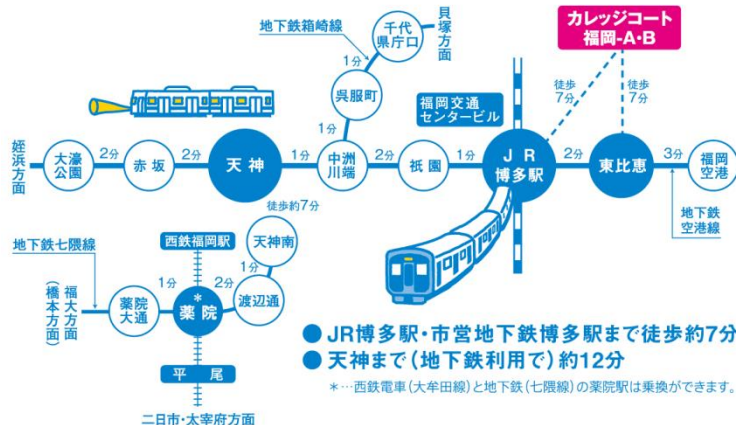 地下鉄箱崎線
千代
県庁口
貝塚方面
カレッジコート
福岡-A・B
1分
呉服町
福岡交通
センタービル
徒歩
7分
徒歩
7分
1分
姪浜方面
大濠
公園
2分
赤坂
2分
天神
1分
中洲
川端
2分
祇園
1分
JR
博多駅
2分
東比恵
3分
福岡
空港
地下鉄
空港線
徒歩約7分
天神南
地下鉄七隈線
西鉄福岡駅
1分
福大方面
(橋本方面)
薬院
大通
1分
*
薬院
2分
渡辺通
平尾
二日市・太宰府方面
● JR博多駅・市営地下鉄博多駅まで徒歩約7分
● 天神まで(地下鉄利用で)約12分
*…西鉄電車(大牟田線)と地下鉄(七隈線)の薬院駅は乗換ができます。